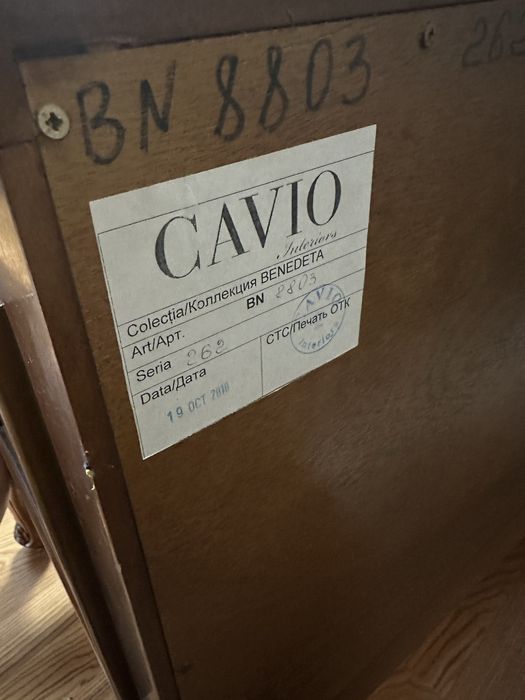 BN 8803
262
CAVIO
Interiors
Colecția/Коллекция BENEDETA
Art/Арт. BN 8803
Seria 262
СТС/Печать ОТК
Data/Дата
CAVIO
Interiors
19 OCT 2010